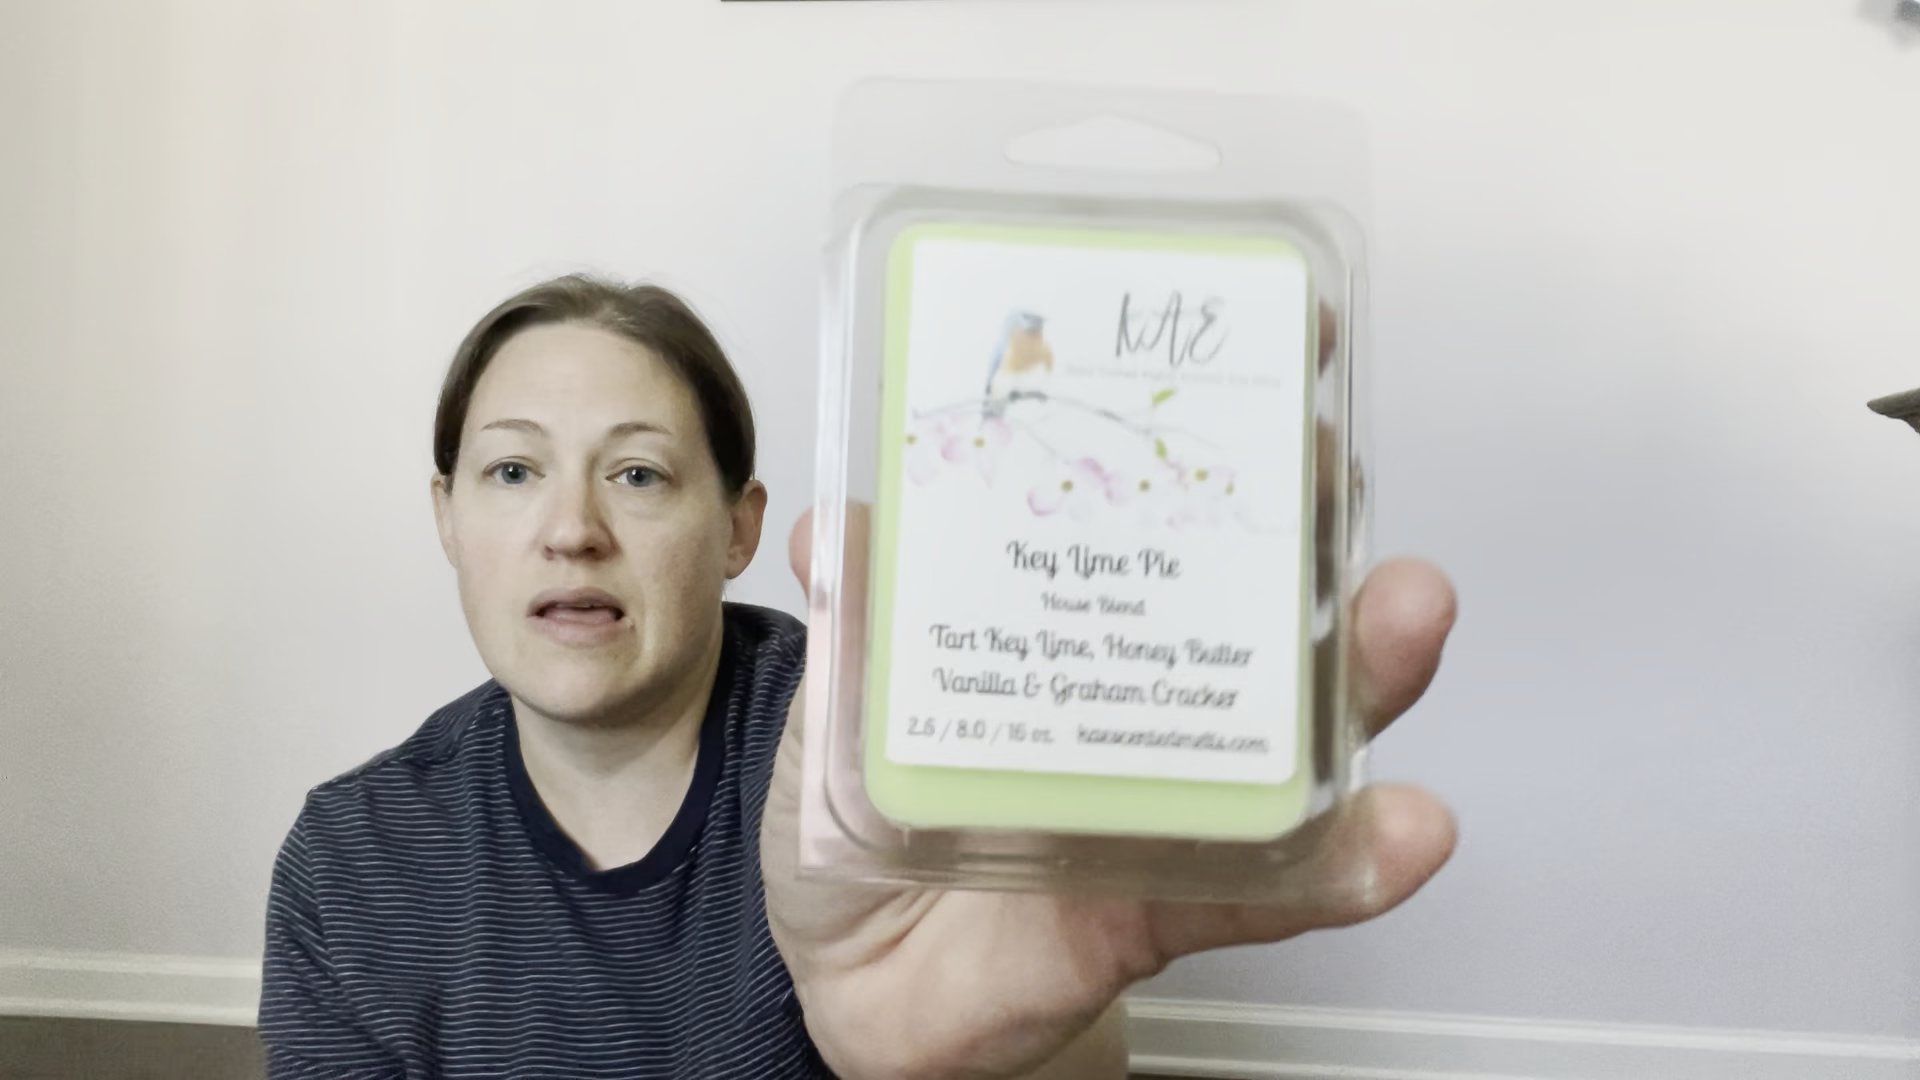 KAE
Key Lime Pie
House Blend
Tart Key Lime, Honey Butter
Vanilla & Graham Cracker
2.6 / 8.0 / 16 oz. kaescentedmelts.com